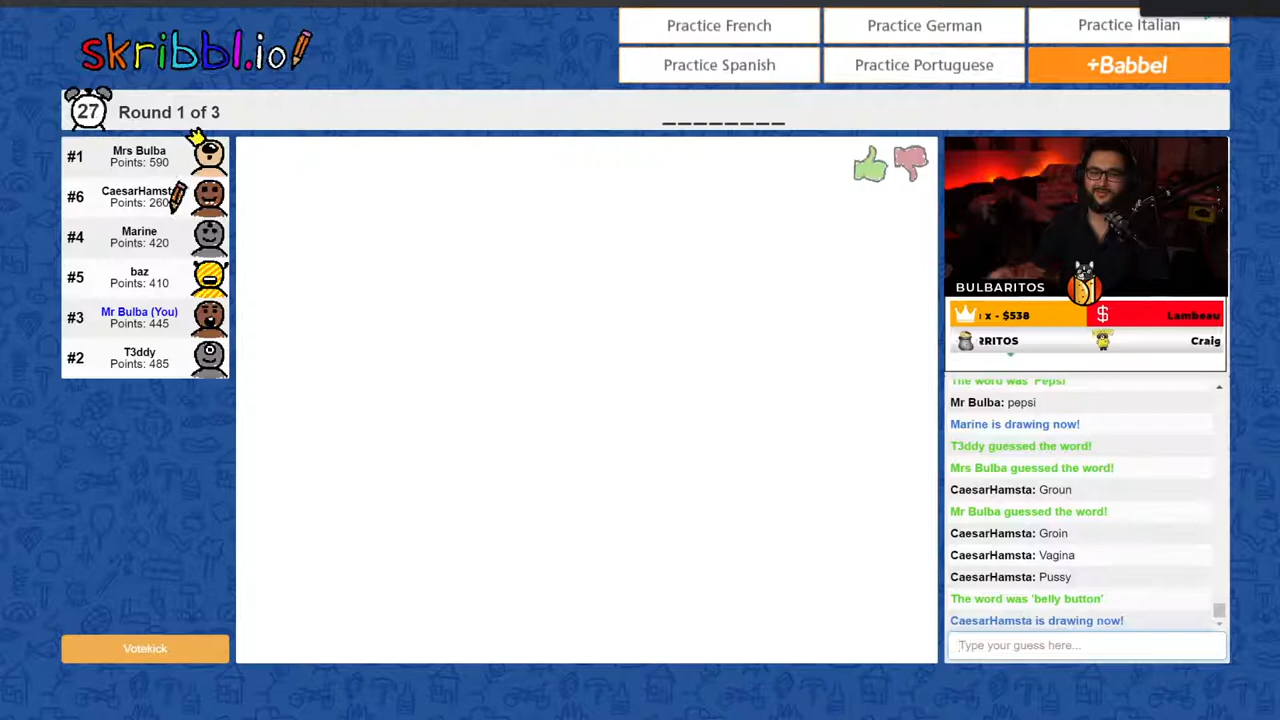 Practice French
Practice German
Practice Italian
skribbl.io
Practice Spanish
Practice Portuguese
+Babbel
27
Round 1 of 3
________
#1
Mrs Bulba
Points: 590
#6
CaesarHamst
Points: 260
#4
Marine
Points: 420
#5
baz
Points: 410
#3
Mr Bulba (You)
Points: 445
#2
T3ddy
Points: 485
Votekick
BULBARITOS
x - $538
$
Lambeau
RRITOS
Craig
The word was 'Pepsi'
Mr Bulba: pepsi
Marine is drawing now!
T3ddy guessed the word!
Mrs Bulba guessed the word!
CaesarHamsta: Groun
Mr Bulba guessed the word!
CaesarHamsta: Groin
CaesarHamsta: Vagina
CaesarHamsta: Pussy
The word was 'belly button'
CaesarHamsta is drawing now!
Type your guess here...